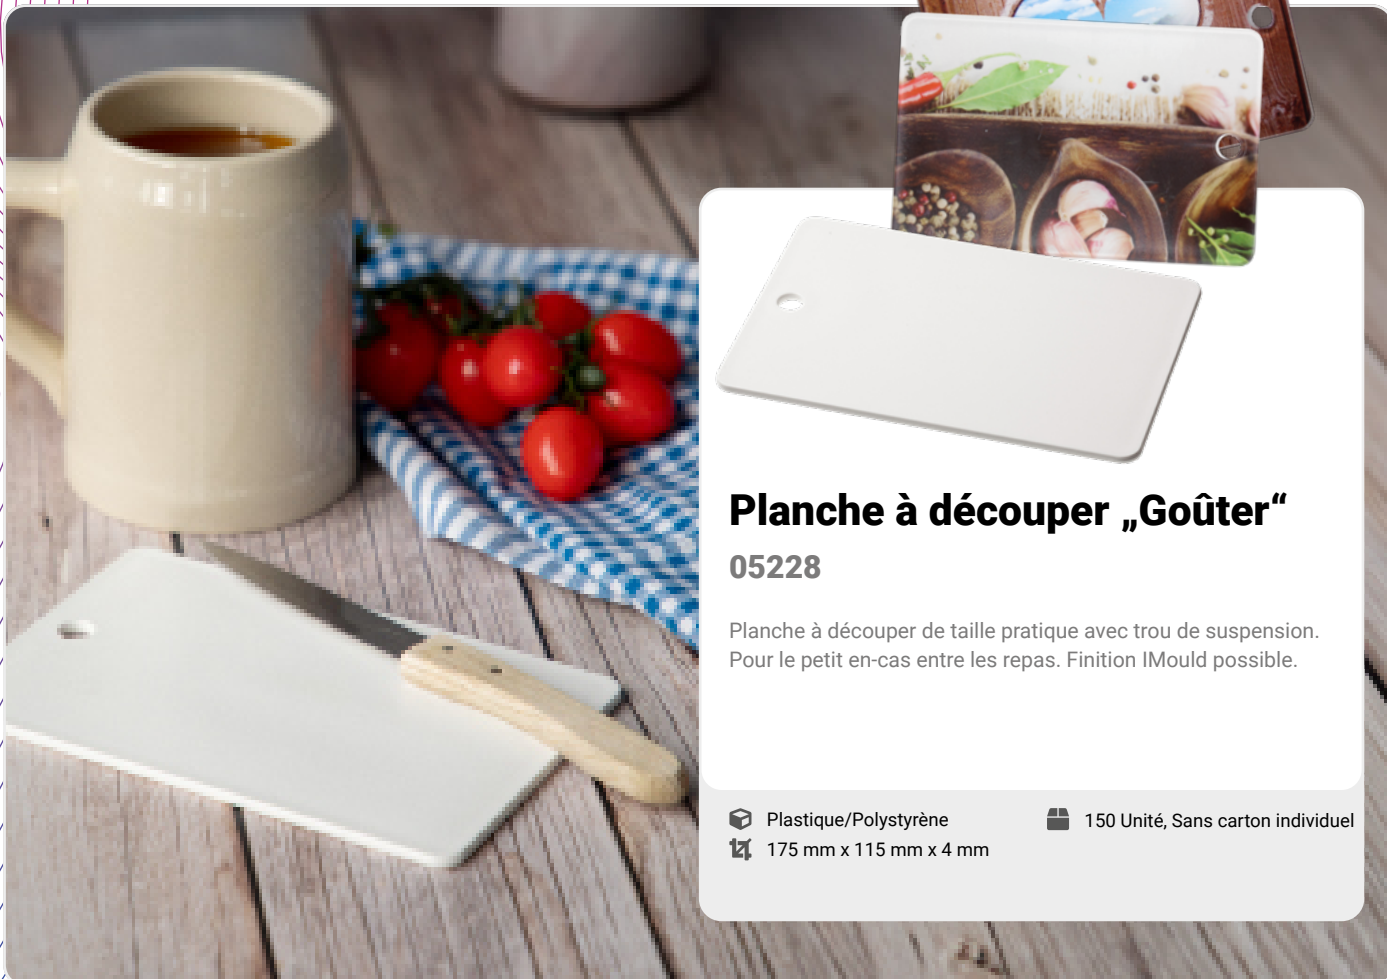 Planche à découper „Goûter“
05228
Planche à découper de taille pratique avec trou de suspension.
Pour le petit en-cas entre les repas. Finition IMould possible.
Plastique/Polystyrène
175 mm x 115 mm x 4 mm
150 Unité, Sans carton individuel